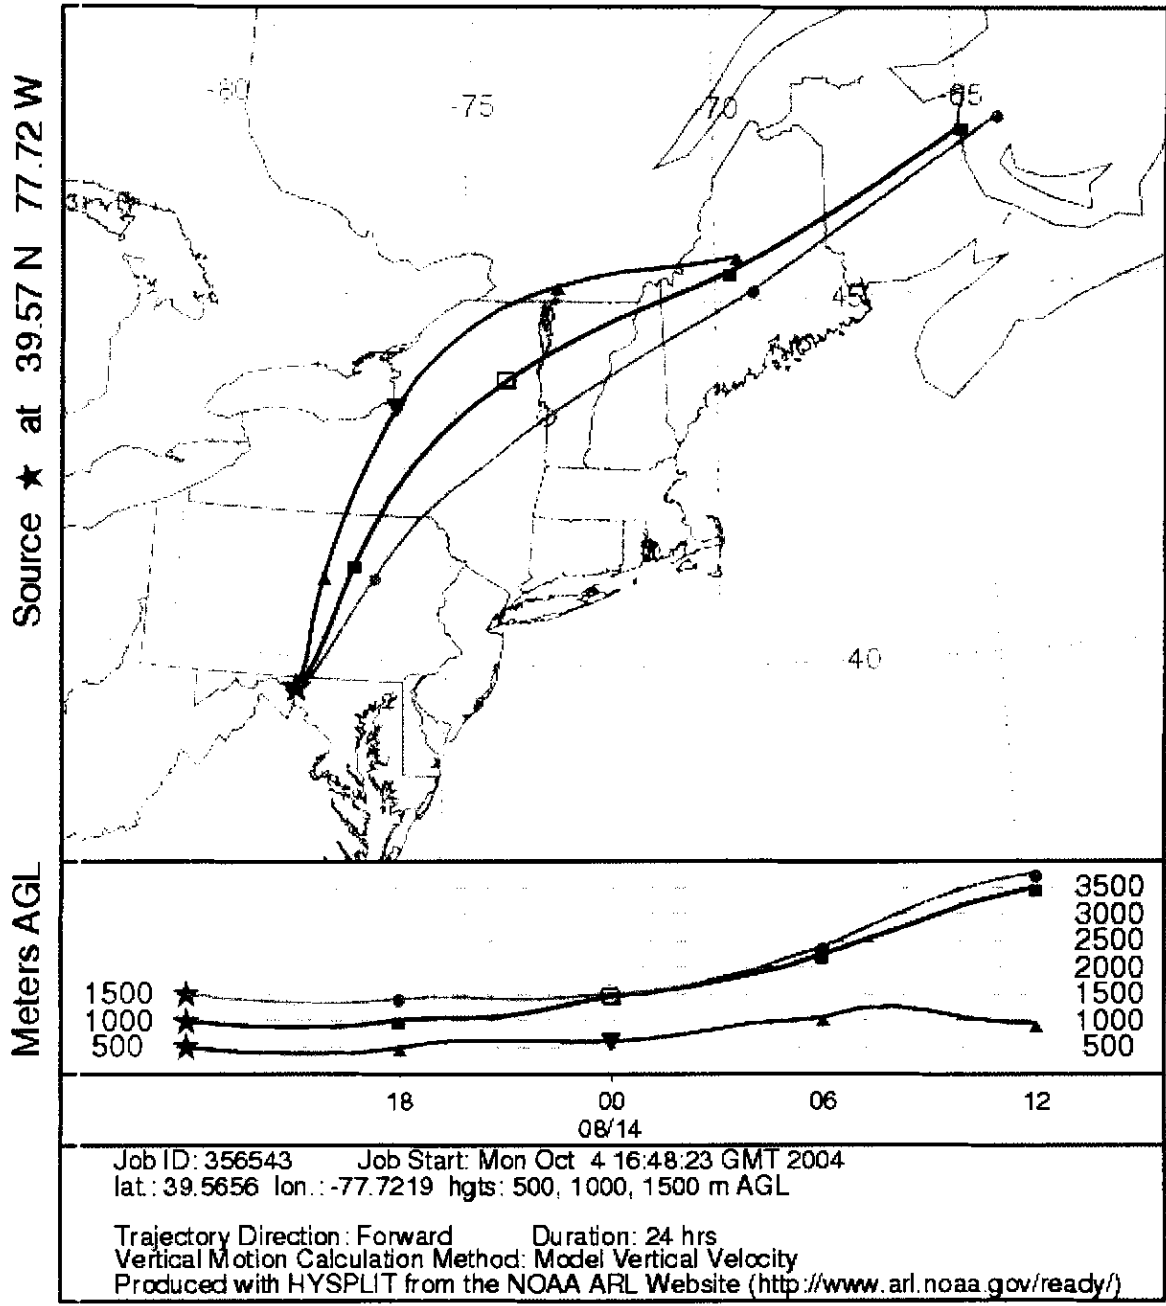 Source ★ at 39.57 N 77.72 W
-80
-75
70
-65
45
40
Meters AGL
1500
1000
500
3500
3000
2500
2000
1500
1000
500
18 00 06 12
08/14
Job ID: 356543 Job Start: Mon Oct 4 16:48:23 GMT 2004
lat.: 39.5656 lon.: -77.7219 hgts: 500, 1000, 1500 m AGL
Trajectory Direction: Forward Duration: 24 hrs
Vertical Motion Calculation Method: Model Vertical Velocity
Produced with HYSPLIT from the NOAA ARL Website (http://www.arl.noaa.gov/ready/)